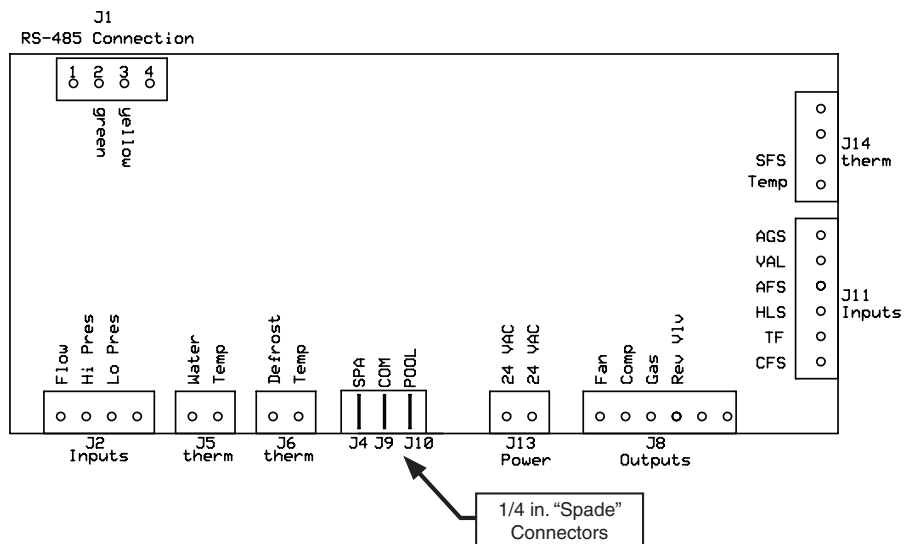 J1
RS-485 Connection
1 2 3 4
green
yellow
SFS
Temp
J14
therm
AGS
VAL
AFS
HLS
TF
CFS
J11
Inputs
Flow
Hi Pres
Lo Pres
Water
Temp
Defrost
Temp
SPA
COM
POOL
24 VAC
24 VAC
Fan
Comp
Gas
Rev Vlv
J2
Inputs
J5
therm
J6
therm
J4 J9 J10
J13
Power
J8
Outputs
1/4 in. “Spade”
Connectors